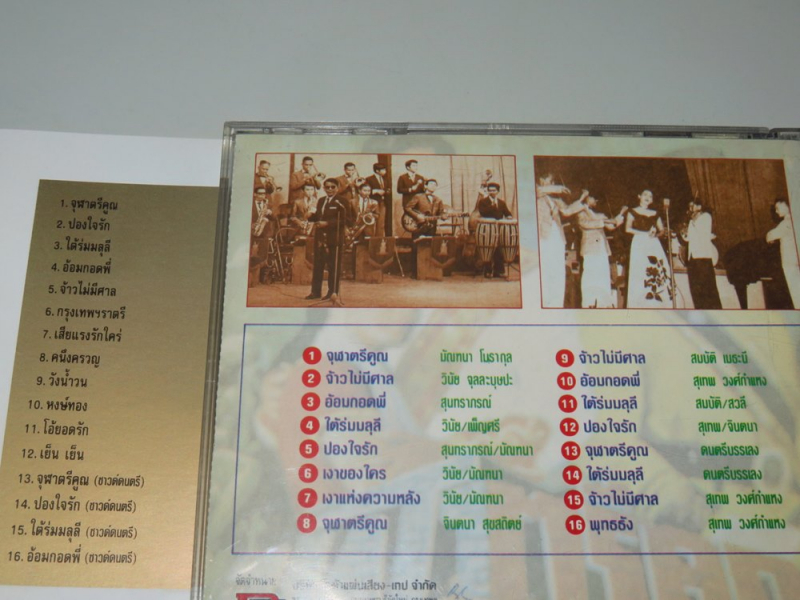 1. จุฬาตรีคูณ
2. ปองใจรัก
3. ใต้ร่มมลุลี
4. อ้อมกอดพี่
5. จ้าวไม่มีศาล
6. กรุงเทพฯราตรี
7. เสียแรงรักใคร่
8. คนึงครวญ
9. วังน้ำวน
10. หงษ์ทอง
11. โอ้ยอดรัก
12. เย็น เย็น
13. จุฬาตรีคูณ (ซาวด์ดนตรี)
14. ปองใจรัก (ซาวด์ดนตรี)
15. ใต้ร่มมลุลี (ซาวด์ดนตรี)
16. อ้อมกอดพี่ (ซาวด์ดนตรี)
1 จุฬาตรีคูณ มัณฑนา โมรากุล
2 จ้าวไม่มีศาล วินัย จุลละบุษปะ
3 อ้อมกอดพี่ สุนทราภรณ์
4 ใต้ร่มมลุลี วินัย/เพ็ญศรี
5 ปองใจรัก สุนทราภรณ์/มัณฑนา
6 เงาของใคร วินัย/มัณฑนา
7 เงาแห่งความหลัง วินัย/มัณฑนา
8 จุฬาตรีคูณ จินตนา สุขสถิตย์
9 จ้าวไม่มีศาล สมบัติ เมธะนี
10 อ้อมกอดพี่ สุเทพ วงศ์กำแหง
11 ใต้ร่มมลุลี สมบัติ/สวลี
12 ปองใจรัก สุเทพ/จินตนา
13 จุฬาตรีคูณ ดนตรีบรรเลง
14 ใต้ร่มมลุลี ดนตรีบรรเลง
15 จ้าวไม่มีศาล สุเทพ วงศ์กำแหง
16 พุทธธัง สุเทพ วงศ์กำแหง
จัดจำหน่าย
แผ่นเสียง-เทป จำกัด